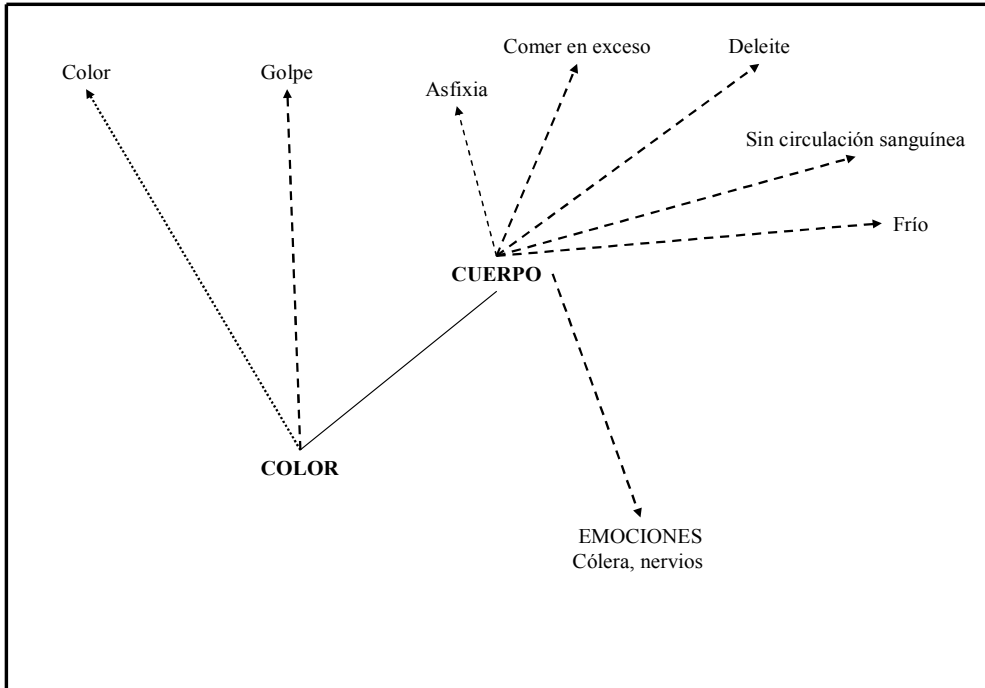 Comer en exceso
Deleite
Color
Golpe
Asfixia
Sin circulación sanguínea
Frío
CUERPO
COLOR
EMOCIONES
Cólera, nervios